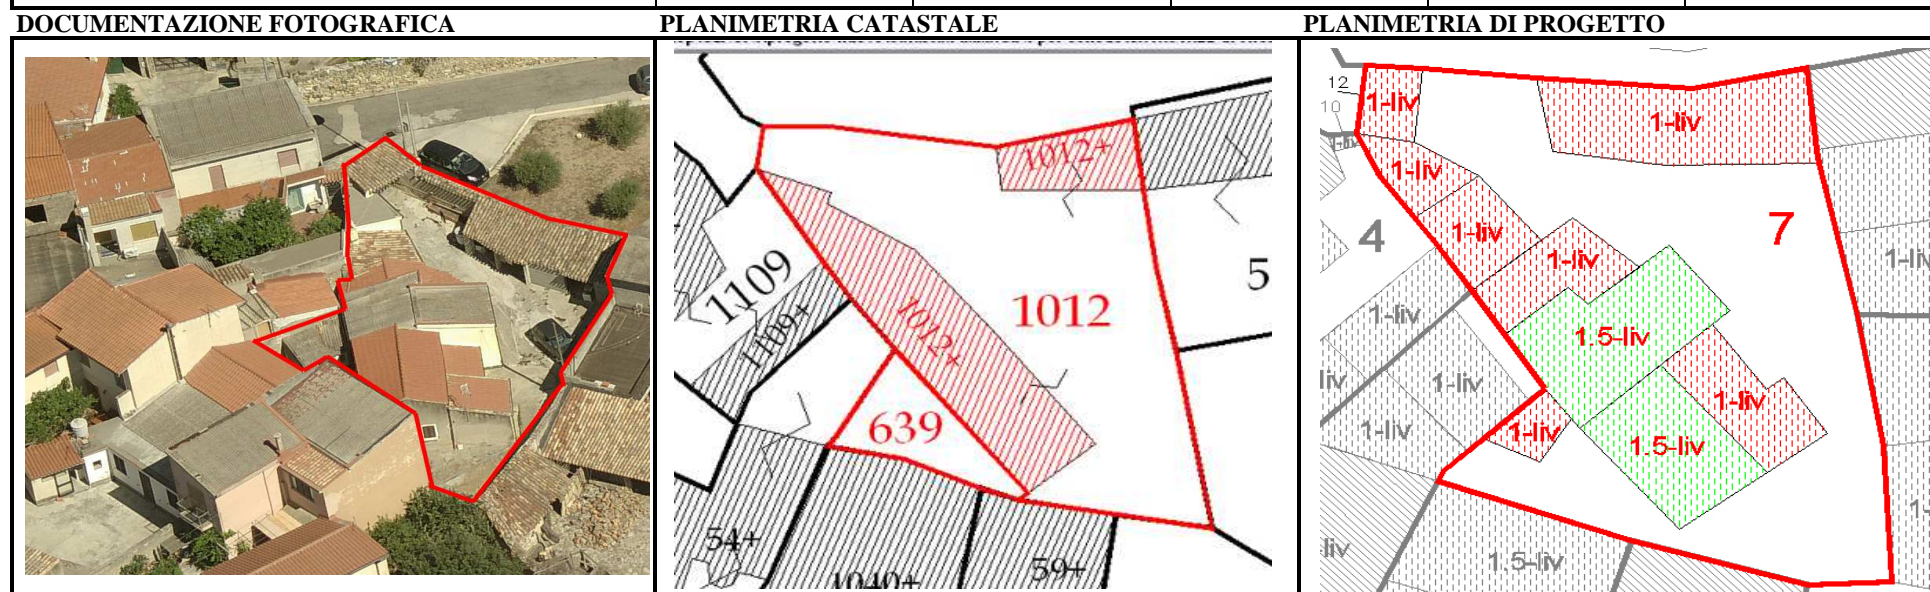 DOCUMENTAZIONE FOTOGRAFICA
PLANIMETRIA CATASTALE
PLANIMETRIA DI PROGETTO
1012+
1109
1109+
1012+
1012
5
639
54+
1040+
59+
12
10
1-liv
1-liv
1-liv
1-liv
1-liv
4
7
1-liv
1.5-liv
1-liv
1-liv
1-liv
1-liv
1-liv
1.5-liv
liv
1.5-liv